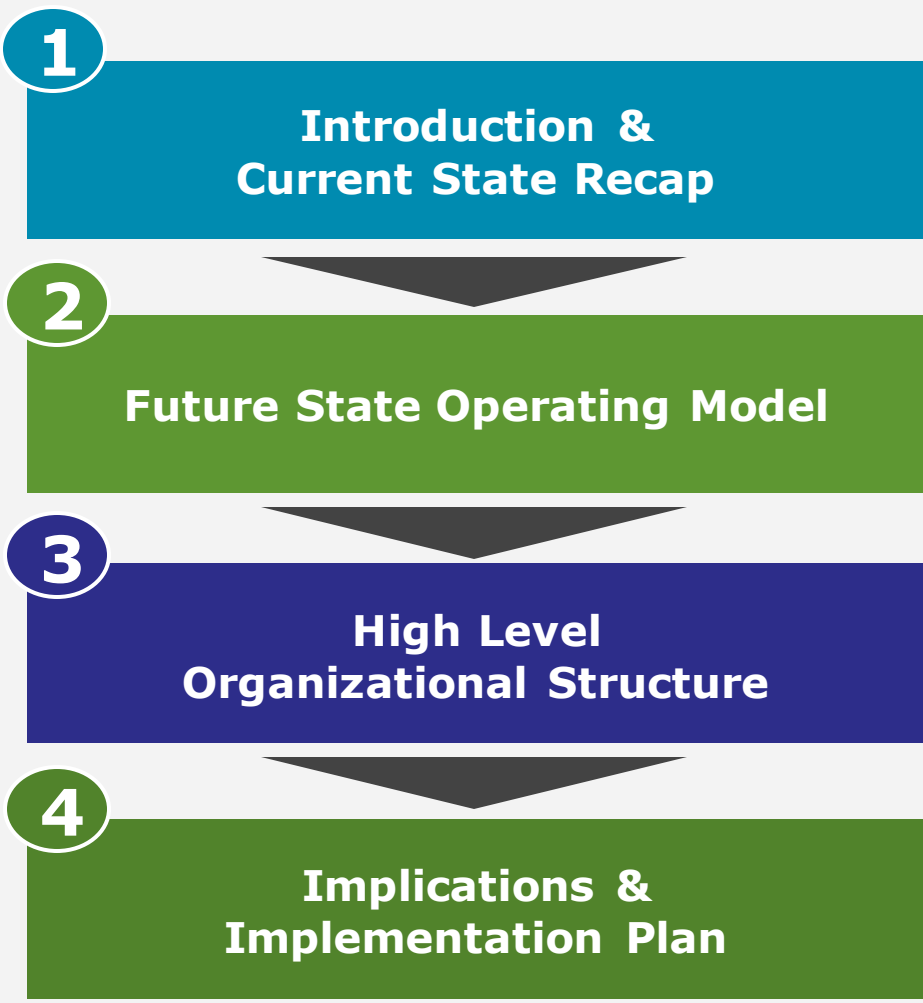 1
Introduction &
Current State Recap
2
Future State Operating Model
3
High Level
Organizational Structure
4
Implications &
Implementation Plan